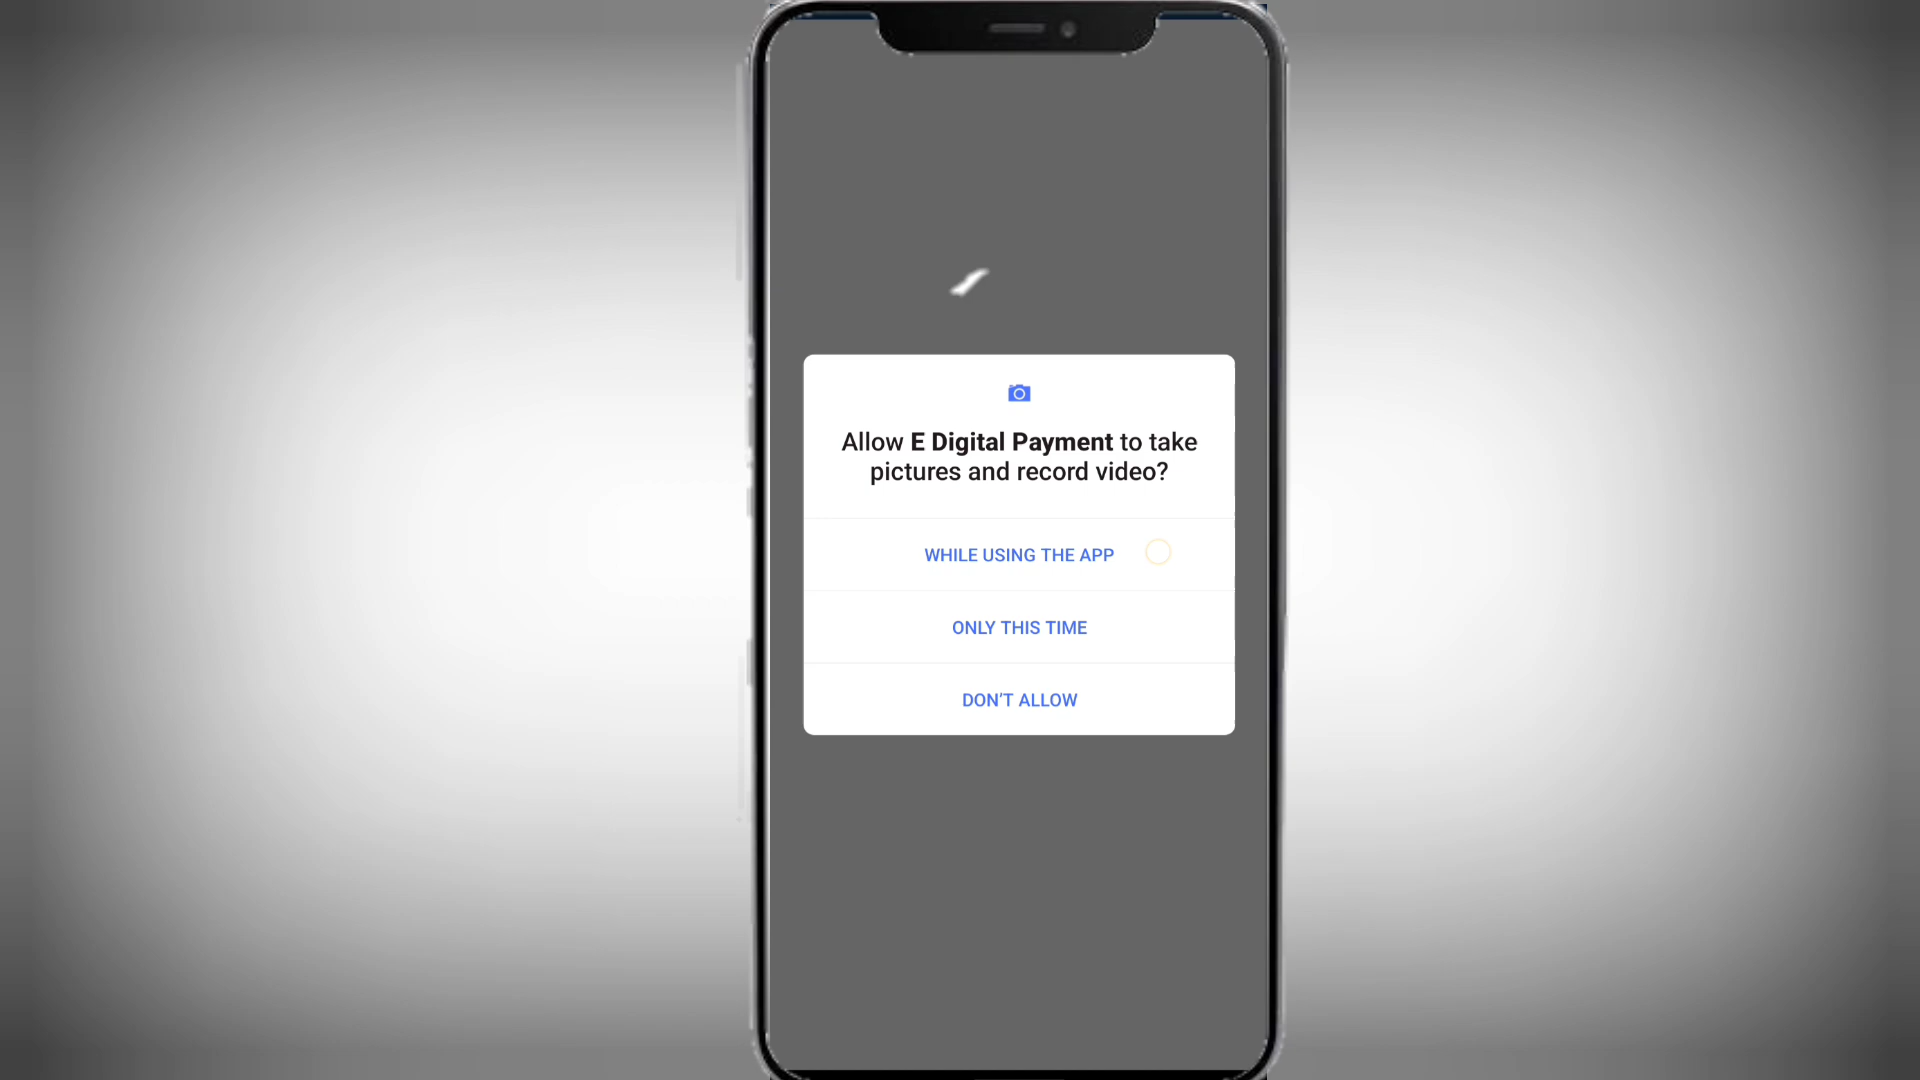 Allow E Digital Payment to take
pictures and record video?
WHILE USING THE APP
ONLY THIS TIME
DON’T ALLOW